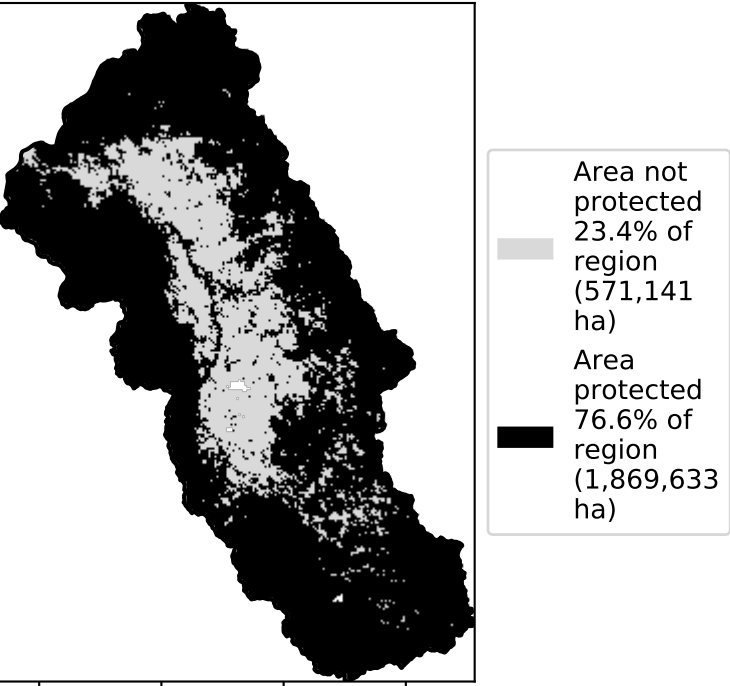 Area not
protected
23.4% of
region
(571,141
ha)
Area
protected
76.6% of
region
(1,869,633
ha)